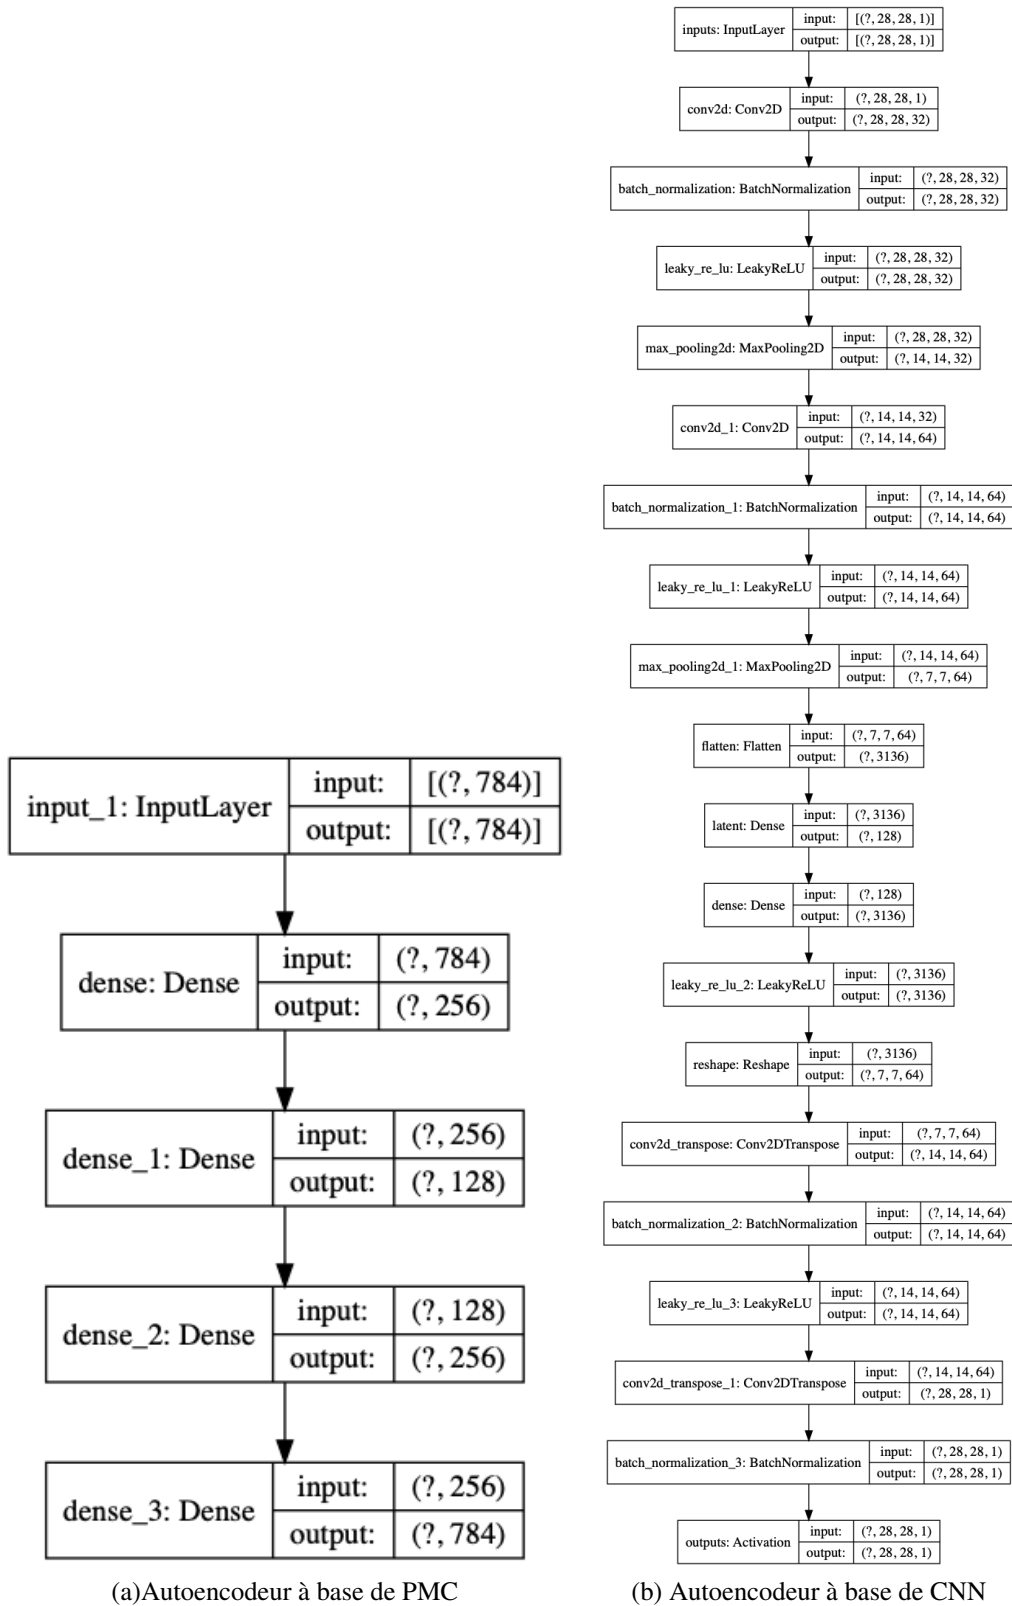 input_1: InputLayer input: [(?, 784)]
output: [(?, 784)]
dense: Dense input: (?, 784)
output: (?, 256)
dense_1: Dense input: (?, 256)
output: (?, 128)
dense_2: Dense input: (?, 128)
output: (?, 256)
dense_3: Dense input: (?, 256)
output: (?, 784)
(a)Autoencodeur à base de PMC
inputs: InputLayer input: [(?, 28, 28, 1)]
output: [(?, 28, 28, 1)]
conv2d: Conv2D input: (?, 28, 28, 1)
output: (?, 28, 28, 32)
batch_normalization: BatchNormalization input: (?, 28, 28, 32)
output: (?, 28, 28, 32)
leaky_re_lu: LeakyReLU input: (?, 28, 28, 32)
output: (?, 28, 28, 32)
max_pooling2d: MaxPooling2D input: (?, 28, 28, 32)
output: (?, 14, 14, 32)
conv2d_1: Conv2D input: (?, 14, 14, 32)
output: (?, 14, 14, 64)
batch_normalization_1: BatchNormalization input: (?, 14, 14, 64)
output: (?, 14, 14, 64)
leaky_re_lu_1: LeakyReLU input: (?, 14, 14, 64)
output: (?, 14, 14, 64)
max_pooling2d_1: MaxPooling2D input: (?, 14, 14, 64)
output: (?, 7, 7, 64)
flatten: Flatten input: (?, 7, 7, 64)
output: (?, 3136)
latent: Dense input: (?, 3136)
output: (?, 128)
dense: Dense input: (?, 128)
output: (?, 3136)
leaky_re_lu_2: LeakyReLU input: (?, 3136)
output: (?, 3136)
reshape: Reshape input: (?, 3136)
output: (?, 7, 7, 64)
conv2d_transpose: Conv2DTranspose input: (?, 7, 7, 64)
output: (?, 14, 14, 64)
batch_normalization_2: BatchNormalization input: (?, 14, 14, 64)
output: (?, 14, 14, 64)
leaky_re_lu_3: LeakyReLU input: (?, 14, 14, 64)
output: (?, 14, 14, 64)
conv2d_transpose_1: Conv2DTranspose input: (?, 14, 14, 64)
output: (?, 28, 28, 1)
batch_normalization_3: BatchNormalization input: (?, 28, 28, 1)
output: (?, 28, 28, 1)
outputs: Activation input: (?, 28, 28, 1)
output: (?, 28, 28, 1)
(b) Autoencodeur à base de CNN